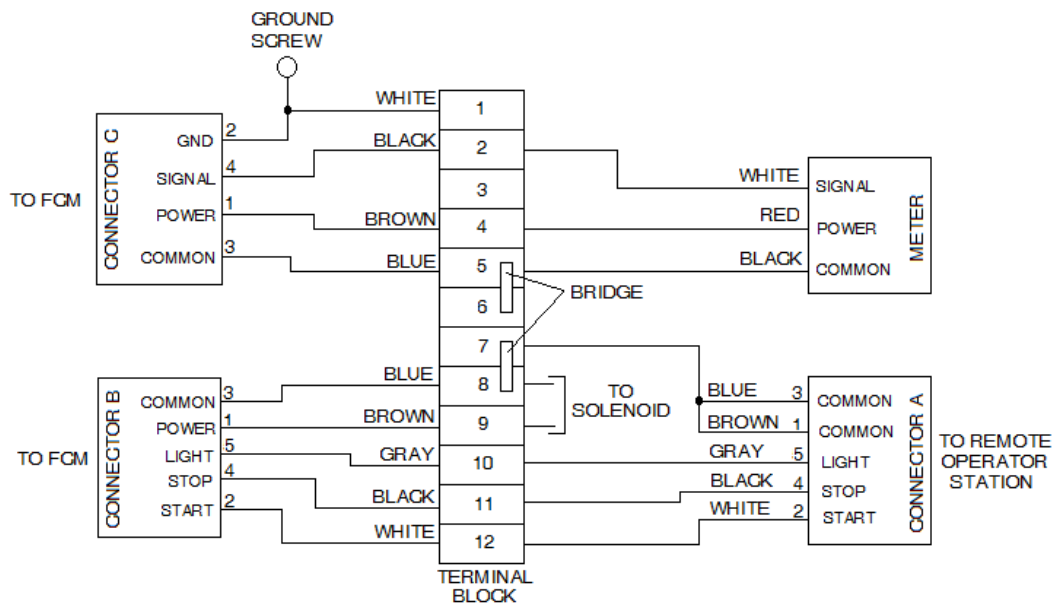 GROUND
SCREW
CONNECTOR C
TO FCM
GND 2
SIGNAL 4
POWER 1
COMMON 3
WHITE
BLACK
BROWN
BLUE
1
2
3
4
5
6
7
8
9
10
11
12
TERMINAL
BLOCK
BRIDGE
WHITE
RED
BLACK
SIGNAL
POWER
COMMON
METER
CONNECTOR B
TO FCM
COMMON 3
POWER 1
LIGHT 5
STOP 4
START 2
BLUE
BROWN
GRAY
BLACK
WHITE
TO
SOLENOID
BLUE 3 COMMON
BROWN 1 COMMON
GRAY 5 LIGHT
BLACK 4 STOP
WHITE 2 START
CONNECTOR A
TO REMOTE
OPERATOR
STATION